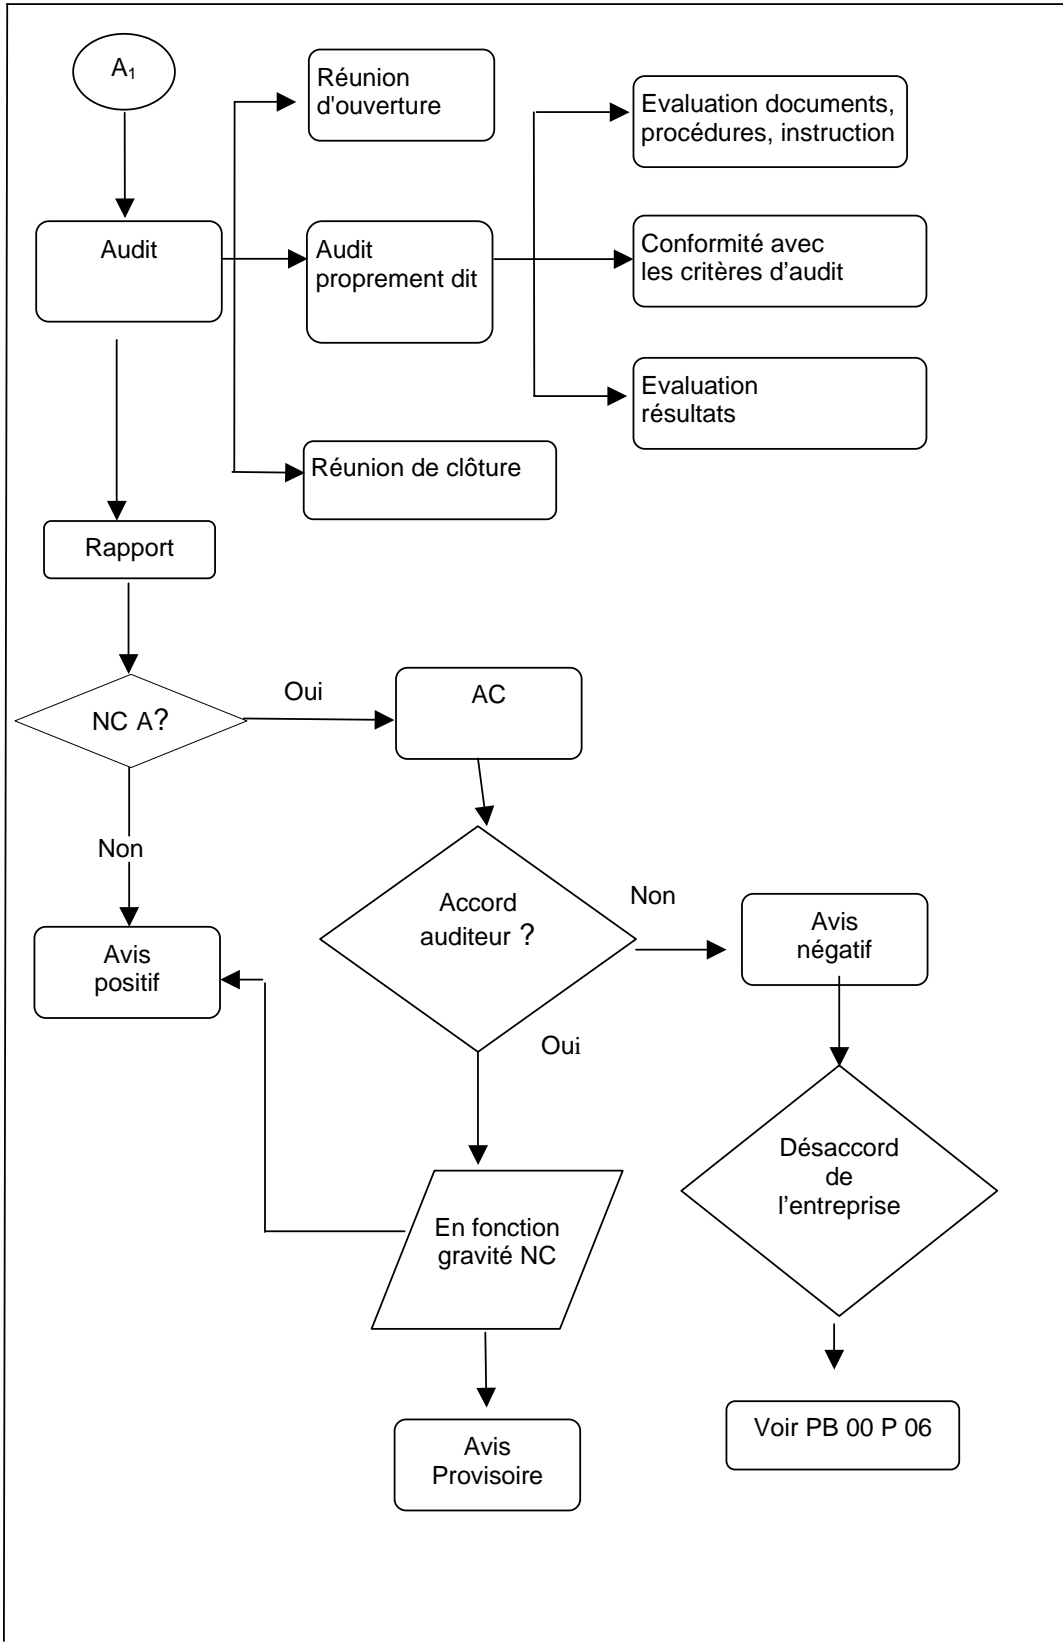 A₁
Réunion
d'ouverture
Evaluation documents,
procédures, instruction
Audit
Audit
proprement dit
Conformité avec
les critères d’audit
Evaluation
résultats
Réunion de clôture
Rapport
NC A?
Oui
AC
Non
Accord
auditeur ?
Non
Avis
négatif
Avis
positif
Oui
Désaccord
de
l’entreprise
En fonction
gravité NC
Voir PB 00 P 06
Avis
Provisoire